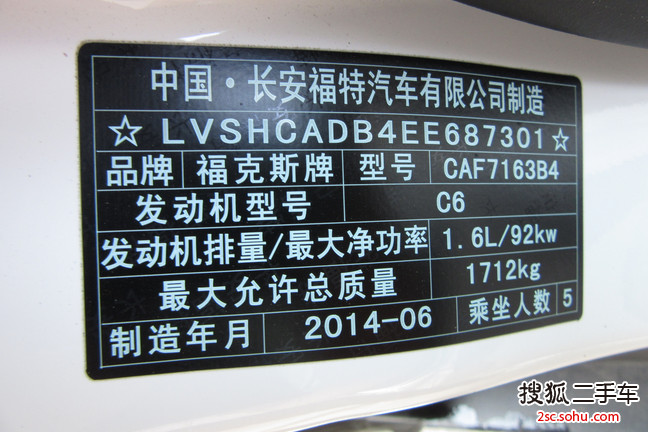 中国·长安福特汽车有限公司制造
☆LVSHCADB4EE687301☆
品牌 福克斯牌 型号 CAF7163B4
发动机型号 C6
发动机排量/最大净功率 1.6L/92kw
最大允许总质量 1712kg
制造年月 2014-06 乘坐人数 5
搜狐二手车
2sc.sohu.com